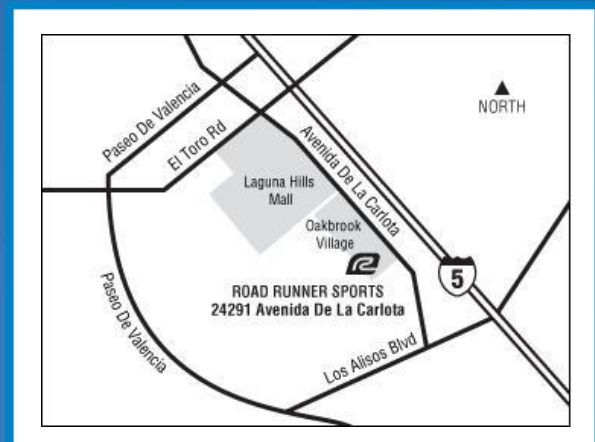 Paseo De Valencia
El Toro Rd
NORTH
Avenida De La Carlota
Laguna Hills
Mall
Oakbrook
Village
5
ROAD RUNNER SPORTS
24291 Avenida De La Carlota
Paseo De Valencia
Los Alisos Blvd